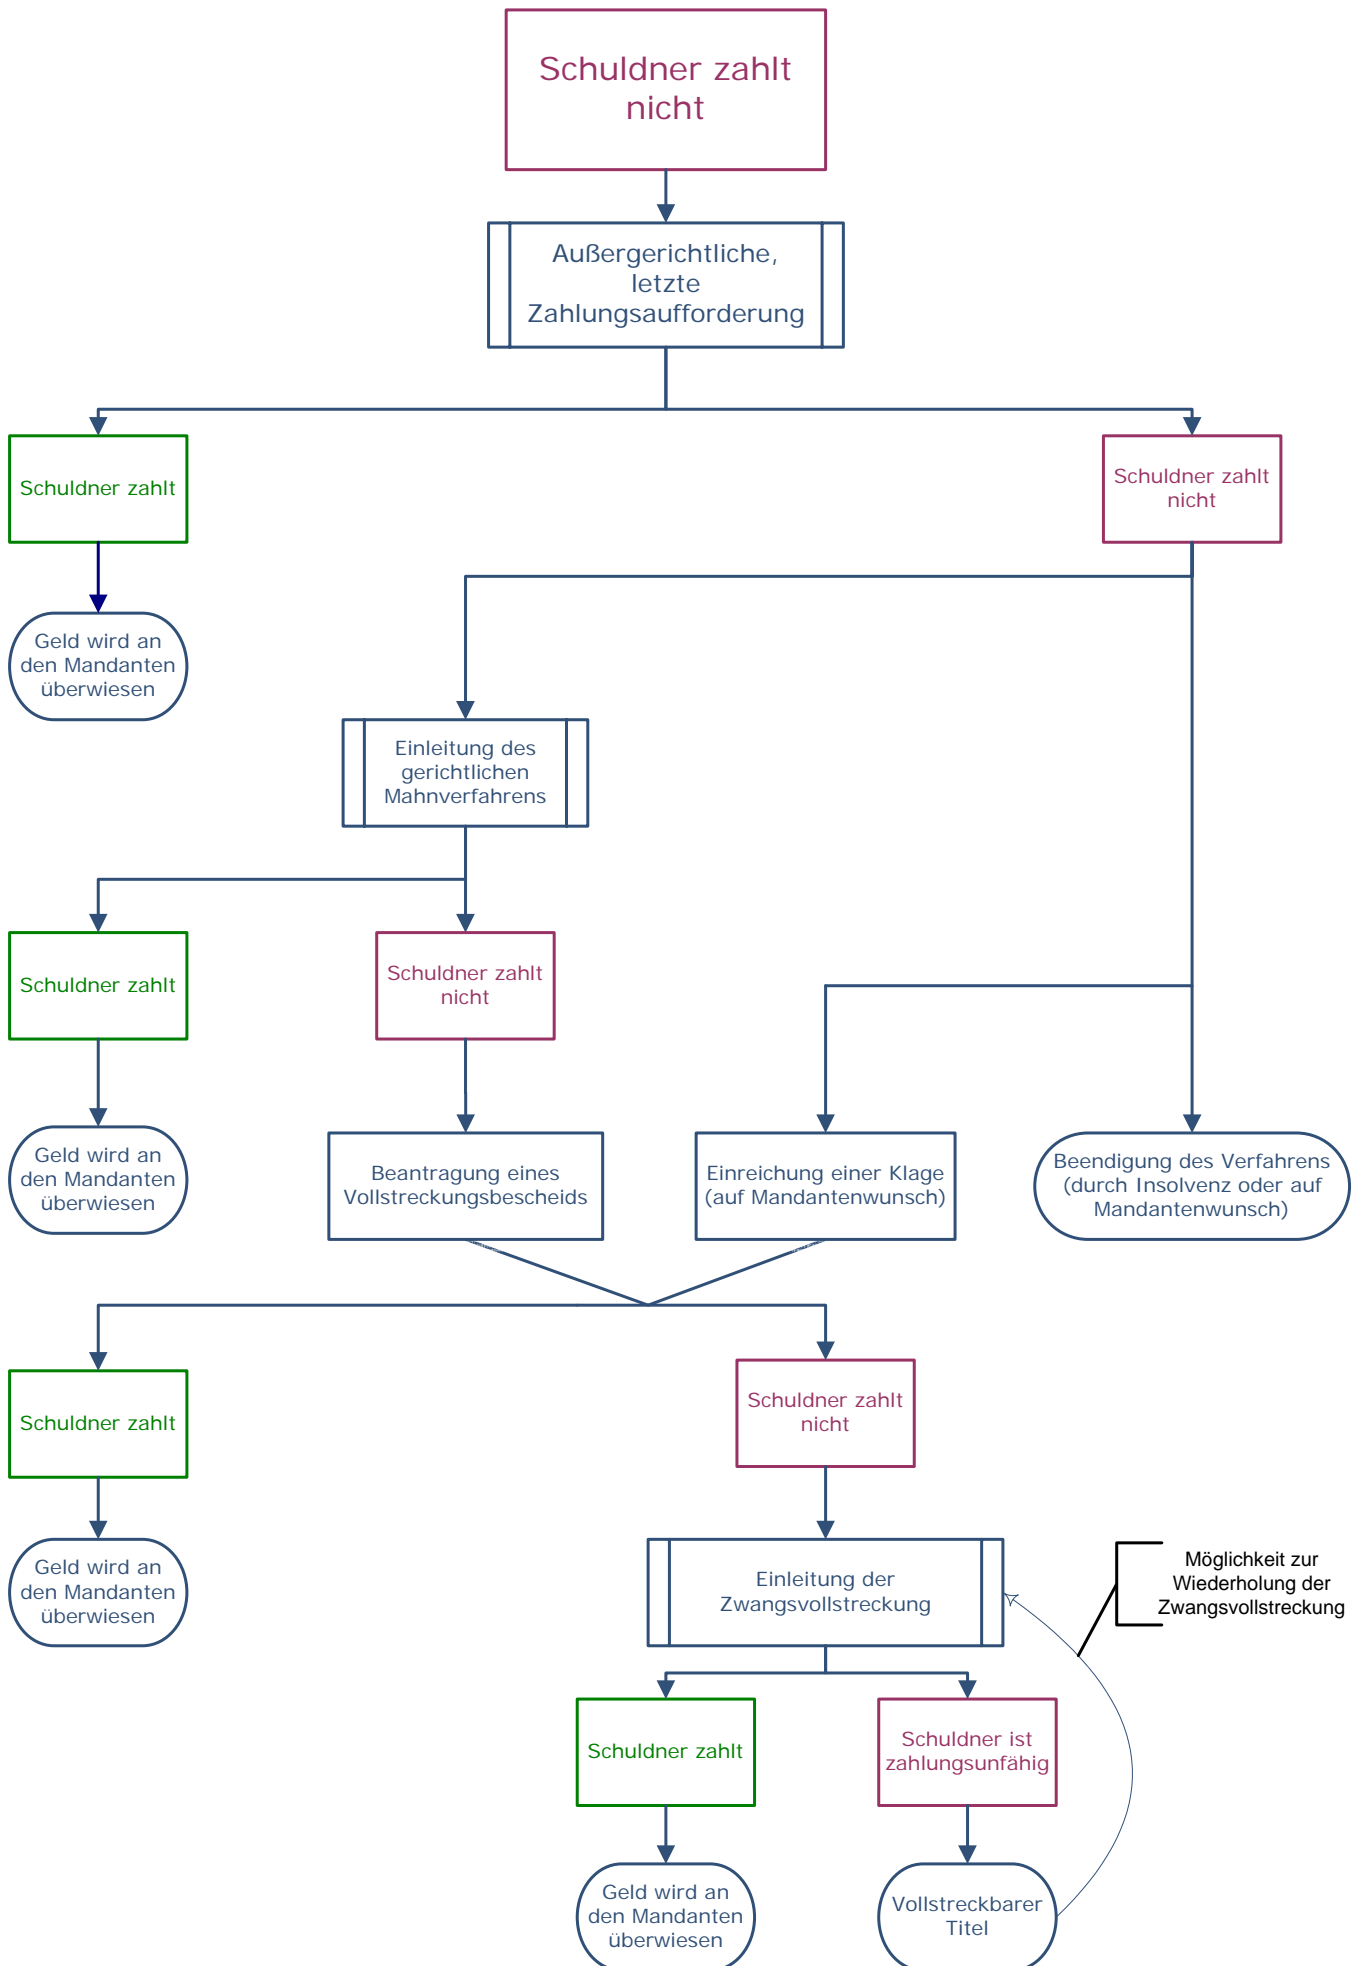 Schuldner zahlt
nicht
Außergerichtliche,
letzte
Zahlungsaufforderung
Schuldner zahlt
Schuldner zahlt
nicht
Geld wird an
den Mandanten
überwiesen
Einleitung des
gerichtlichen
Mahnverfahrens
Schuldner zahlt
Schuldner zahlt
nicht
Geld wird an
den Mandanten
überwiesen
Beantragung eines
Vollstreckungsbescheids
Einreichung einer Klage
(auf Mandantenwunsch)
Beendigung des Verfahrens
(durch Insolvenz oder auf
Mandantenwunsch)
Schuldner zahlt
Schuldner zahlt
nicht
Geld wird an
den Mandanten
überwiesen
Einleitung der
Zwangsvollstreckung
Möglichkeit zur
Wiederholung der
Zwangsvollstreckung
Schuldner zahlt
Schuldner ist
zahlungsunfähig
Geld wird an
den Mandanten
überwiesen
Vollstreckbarer
Titel